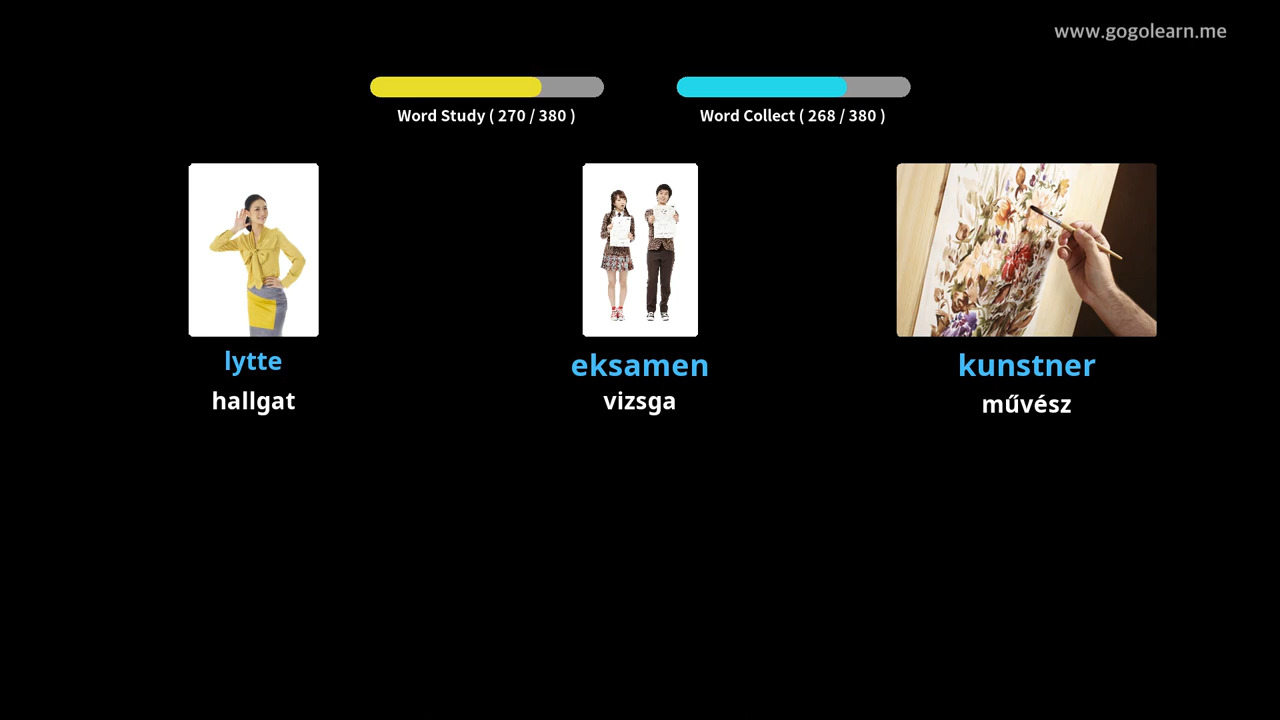 www.gogolearn.me
Word Study ( 270 / 380 )
Word Collect ( 268 / 380 )
lytte
hallgat
eksamen
vizsga
kunstner
művész